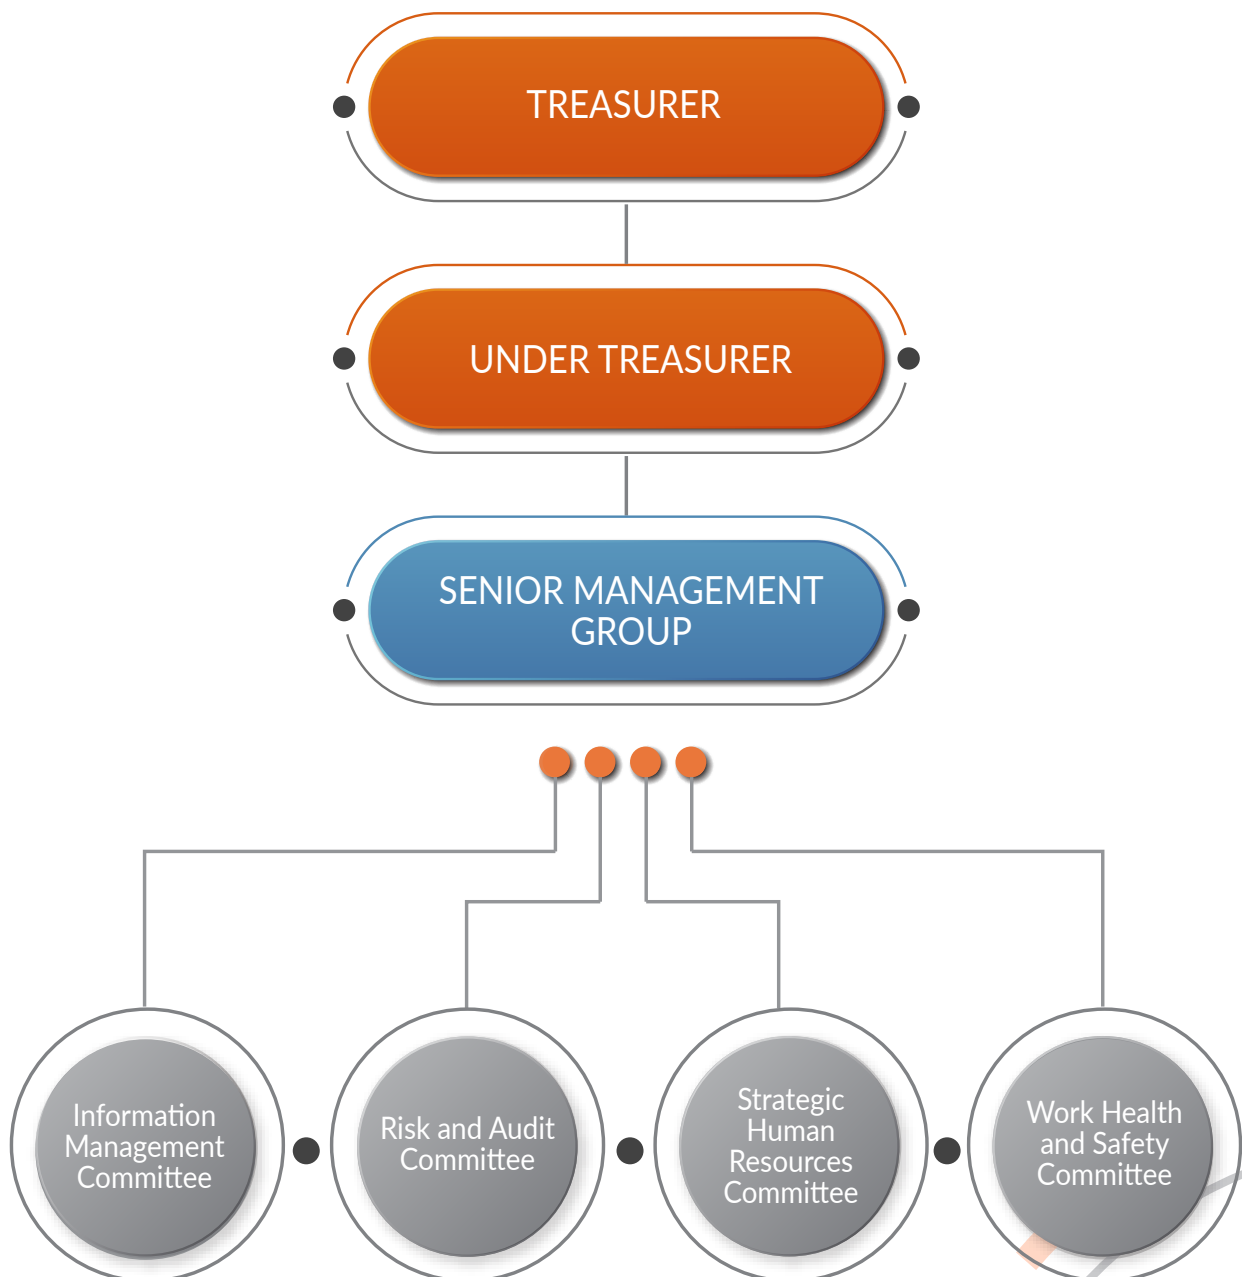 TREASURER
UNDER TREASURER
SENIOR MANAGEMENT
GROUP
Information
Management
Committee
Risk and Audit
Committee
Strategic
Human
Resources
Committee
Work Health
and Safety
Committee